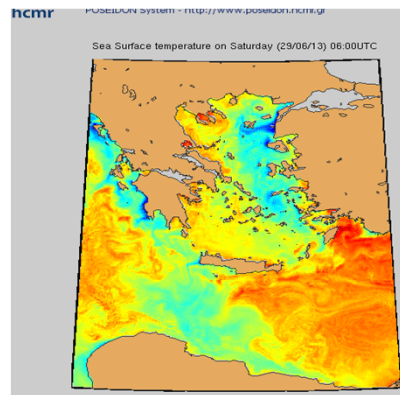 hcmr POSEIDON System - http://www.poseidon.hcmr.gr
Sea Surface temperature on Saturday (29/06/13) 06:00UTC